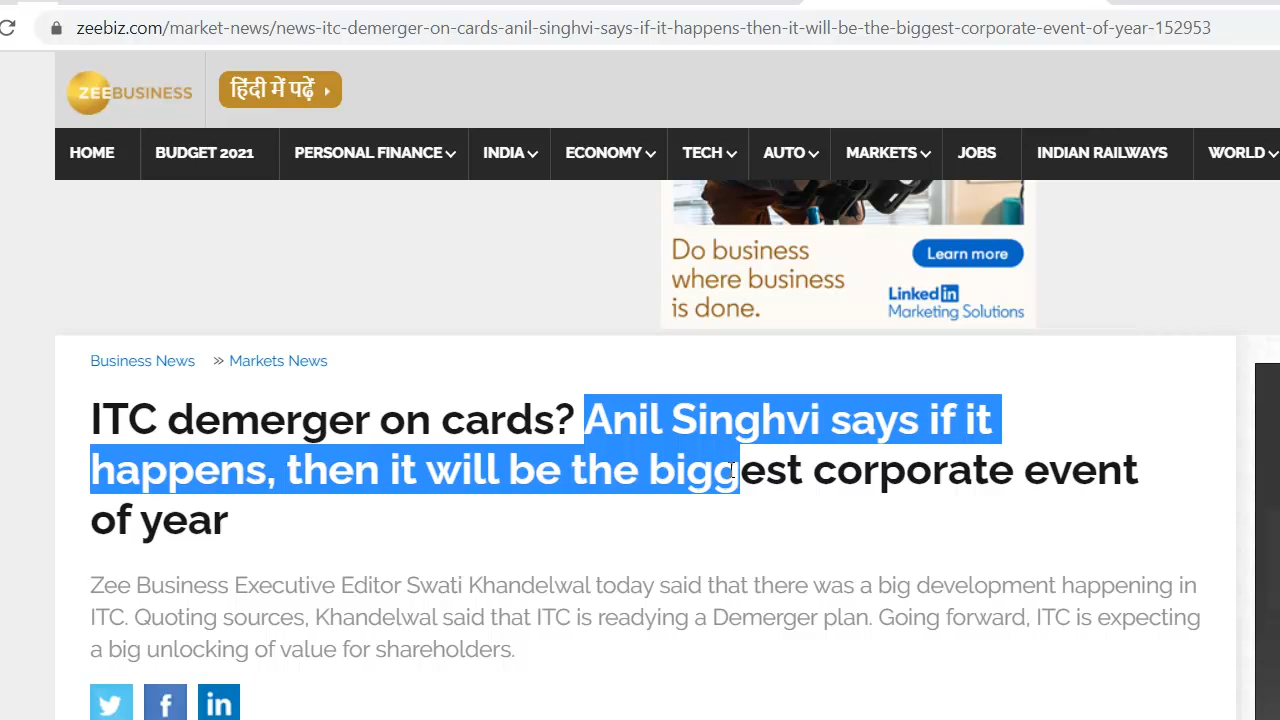 zeebiz.com/market-news/news-itc-demerger-on-cards-anil-singhvi-says-if-it-happens-then-it-will-be-the-biggest-corporate-event-of-year-152953
ZEEBUSINESS
हिंदी में पढ़ें
HOME BUDGET 2021 PERSONAL FINANCE INDIA ECONOMY TECH AUTO MARKETS JOBS INDIAN RAILWAYS WORLD
Do business
where business
is done.
Learn more
Linkedin
Marketing Solutions
Business News » Markets News
ITC demerger on cards? Anil Singhvi says if it
happens, then it will be the biggest corporate event
of year
Zee Business Executive Editor Swati Khandelwal today said that there was a big development happening in
ITC. Quoting sources, Khandelwal said that ITC is readying a Demerger plan. Going forward, ITC is expecting
a big unlocking of value for shareholders.
f
in